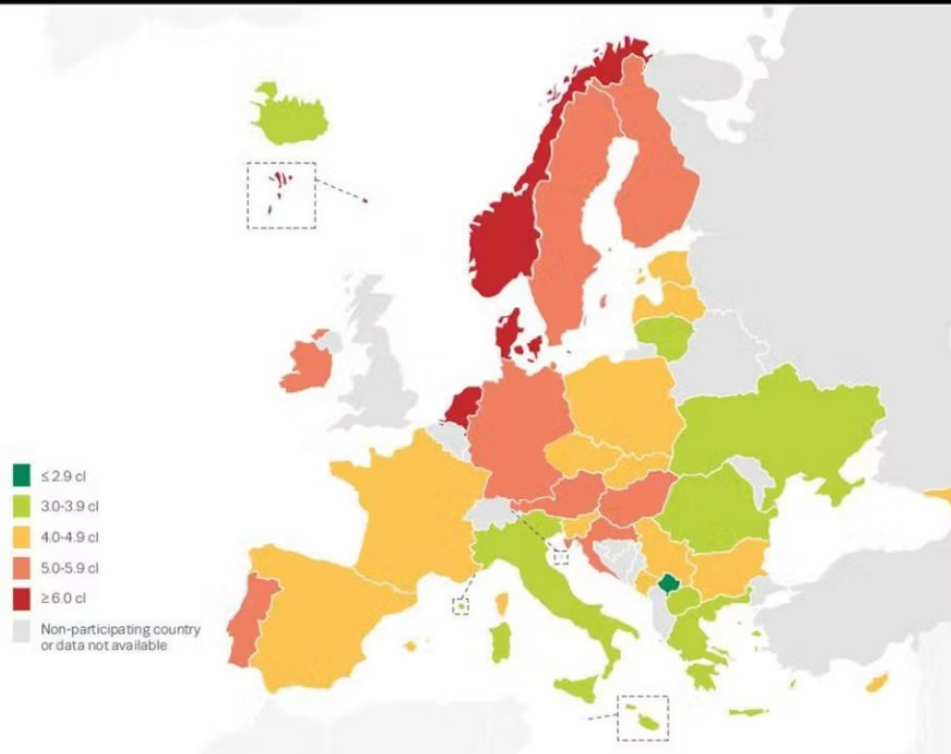 ≤ 2.9 cl
3.0-3.9 cl
4.0-4.9 cl
5.0-5.9 cl
≥ 6.0 cl
Non-participating country
or data not available